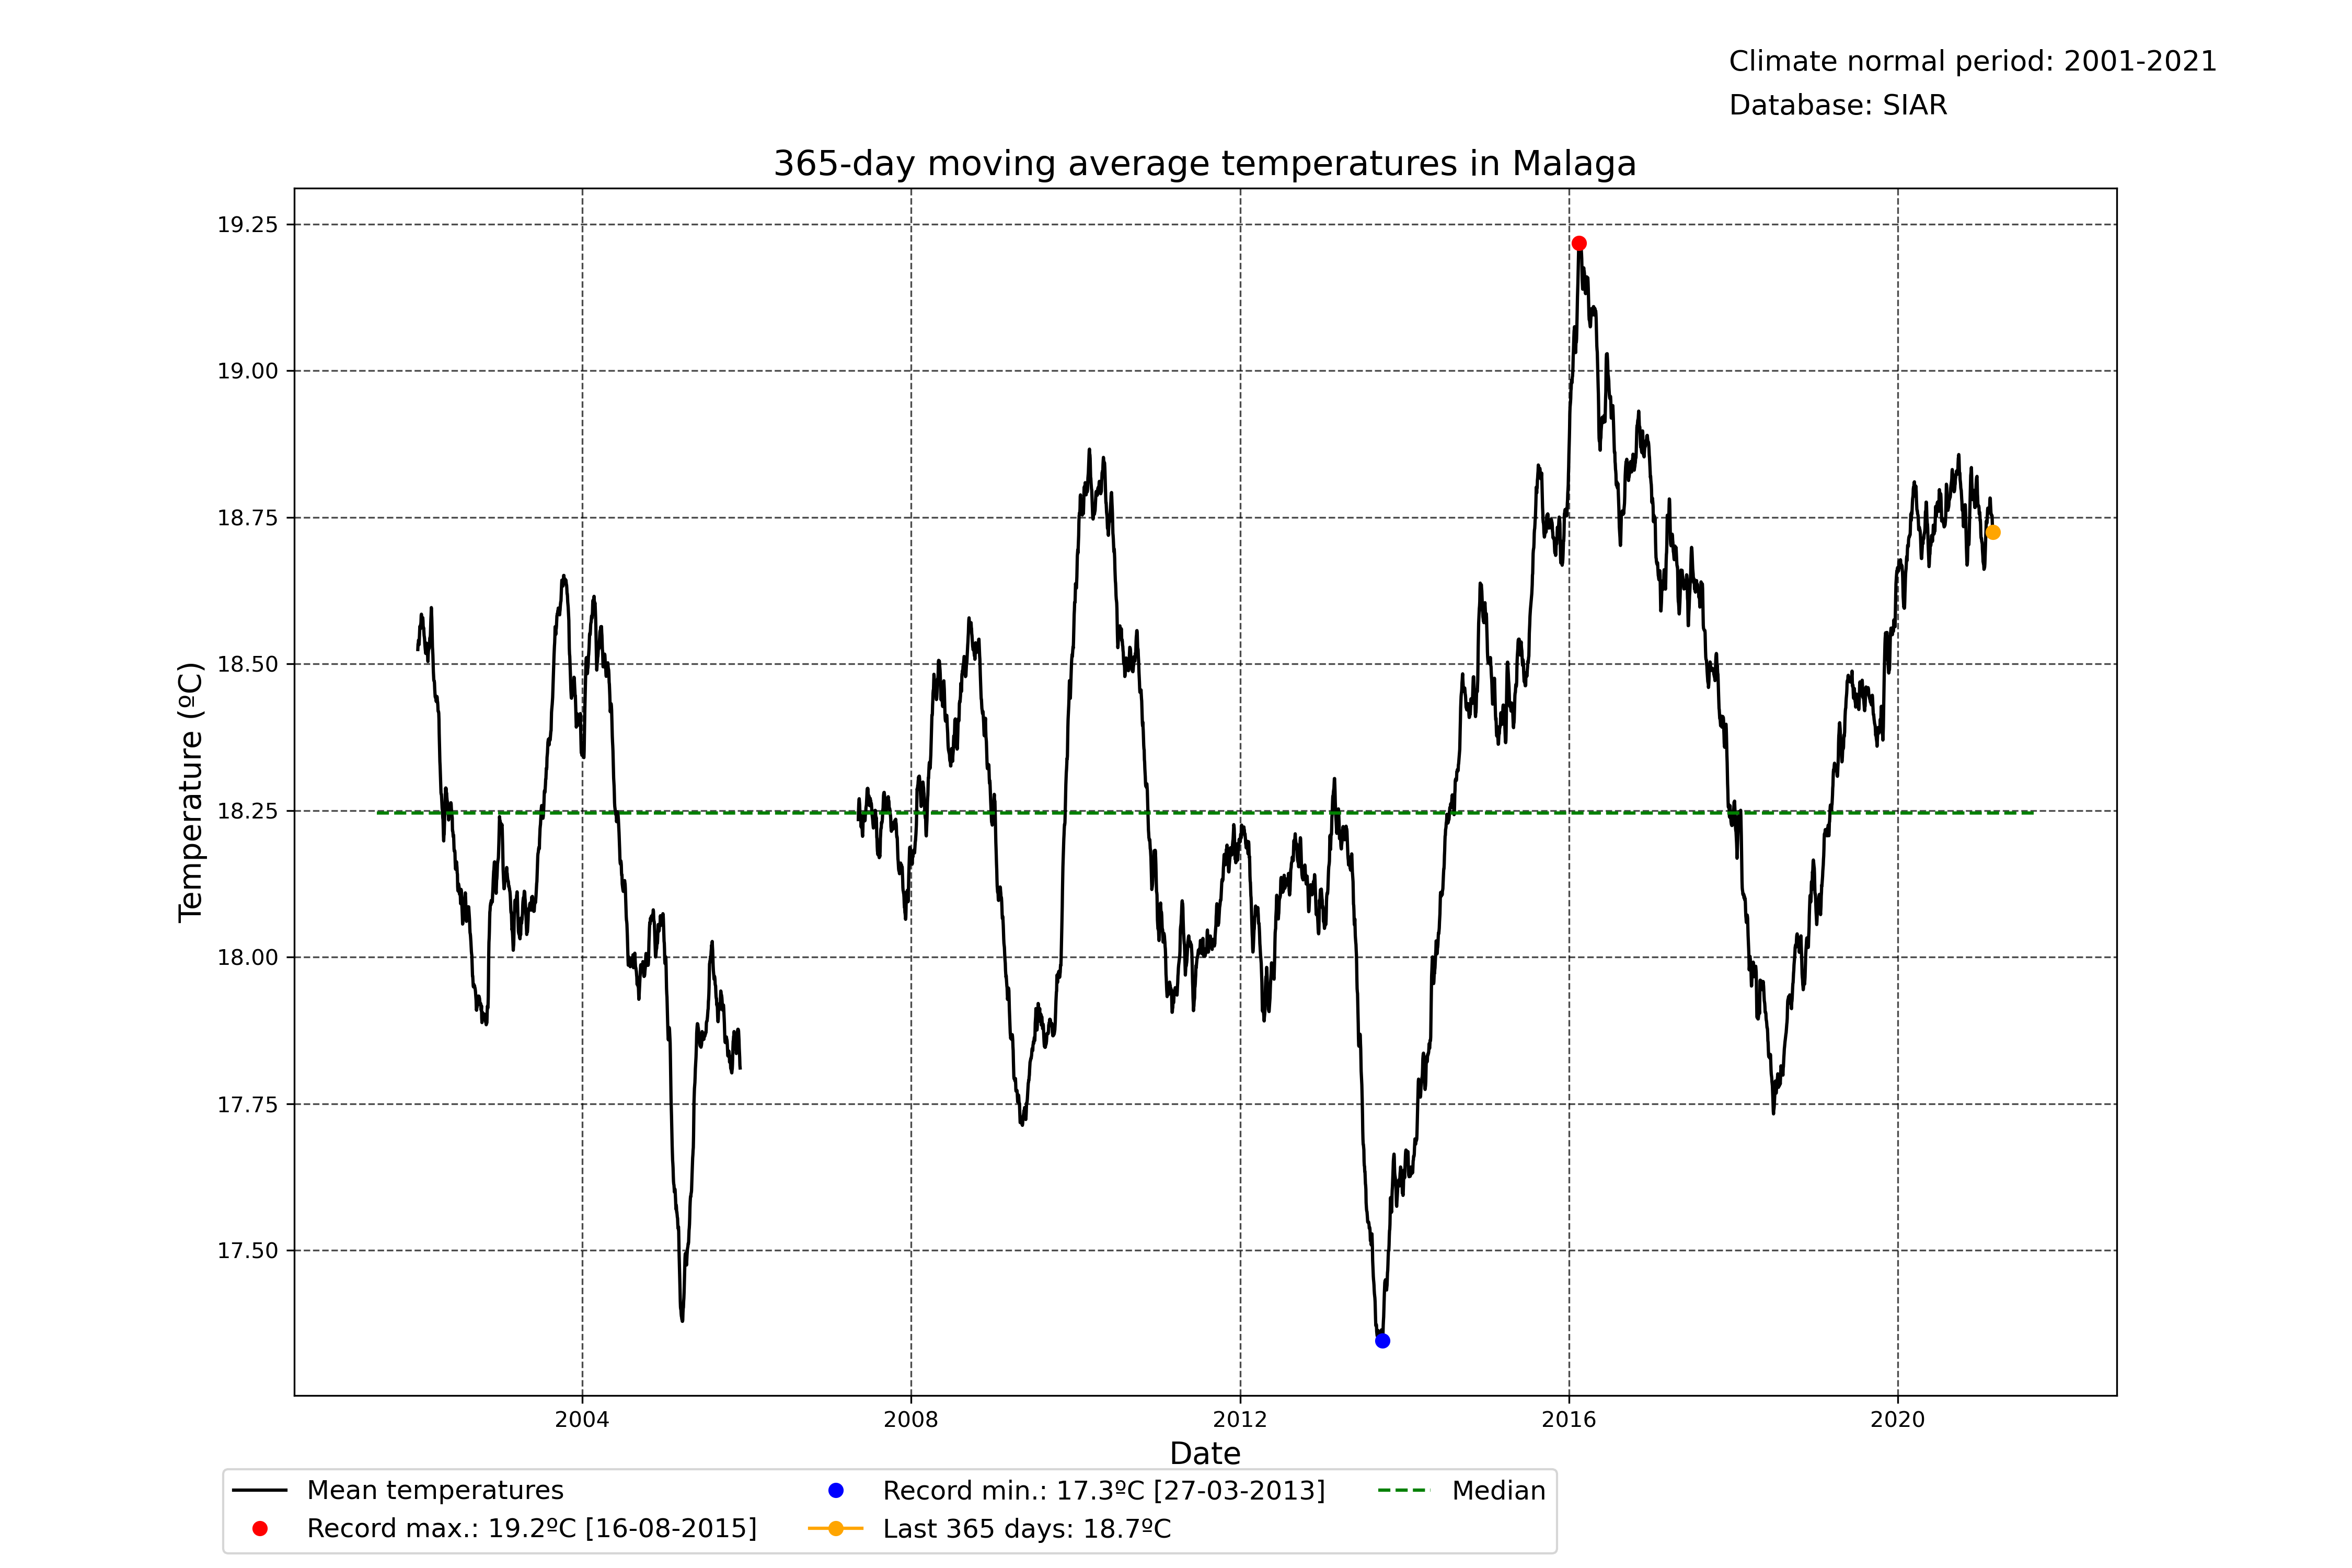 Climate normal period: 2001-2021
Database: SIAR
365-day moving average temperatures in Malaga
19.25
19.00
18.75
18.50
18.25
18.00
17.75
17.50
Temperature (ºC)
2004 2008 2012 2016 2020
Date
Mean temperatures
Record max.: 19.2ºC [16-08-2015]
Record min.: 17.3ºC [27-03-2013]
Last 365 days: 18.7ºC
Median